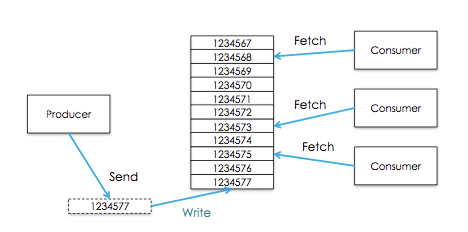 Fetch
Consumer
1234567
1234568
1234569
1234570
1234571
1234572
1234573
1234574
1234575
1234576
1234577
Producer
Fetch
Consumer
Fetch
Consumer
Send
1234577
Write